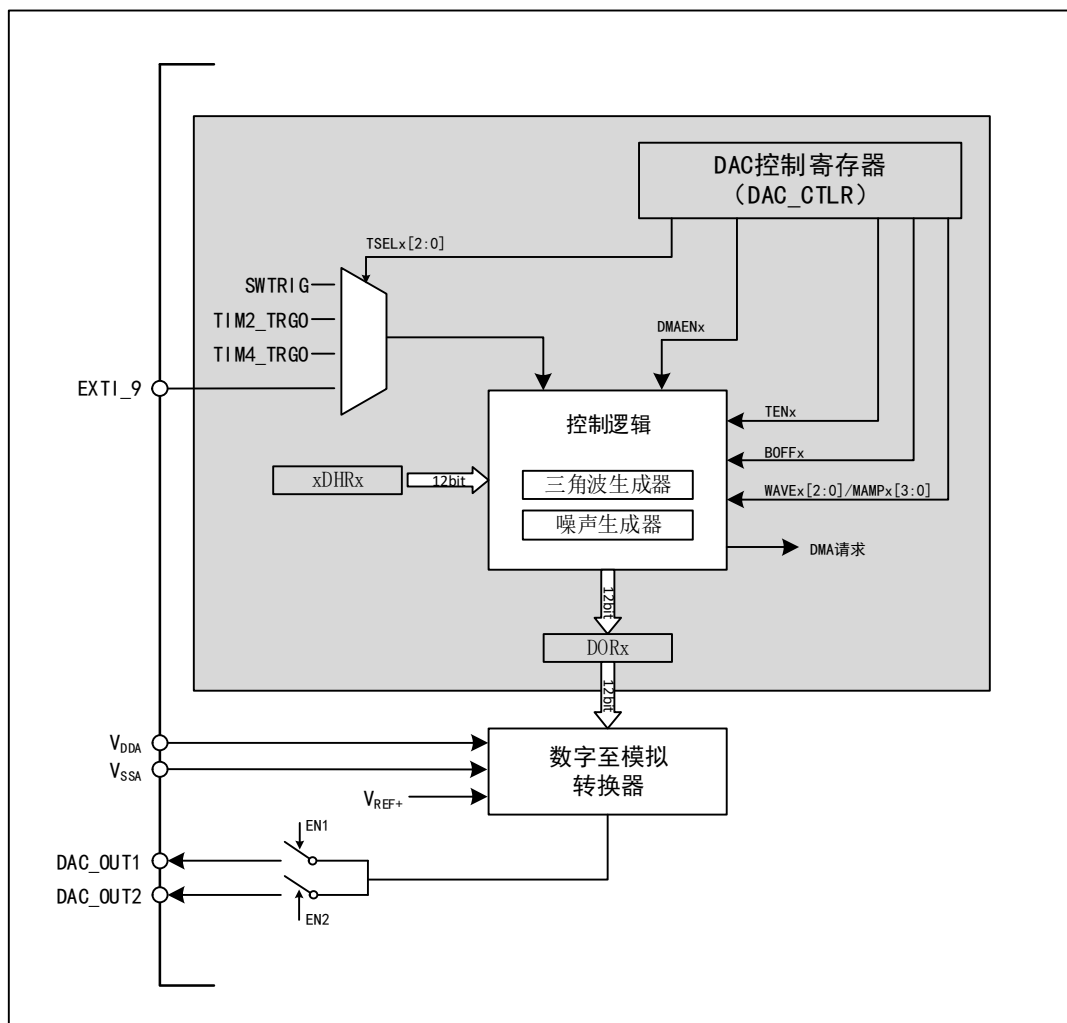 DAC控制寄存器
（DAC_CTLR）
TSELx[2:0]
SWTRIG
TIM2_TRGO
TIM4_TRGO
EXTI_9
DMAENx
TENx
BOFFx
WAVEx[2:0]/MAMPx[3:0]
控制逻辑
xDHRx
12bit
三角波生成器
噪声生成器
DMA请求
12bit
DORx
12bit
VDDA
VSSA
VREF+
数字至模拟
转换器
EN1
DAC_OUT1
DAC_OUT2
EN2